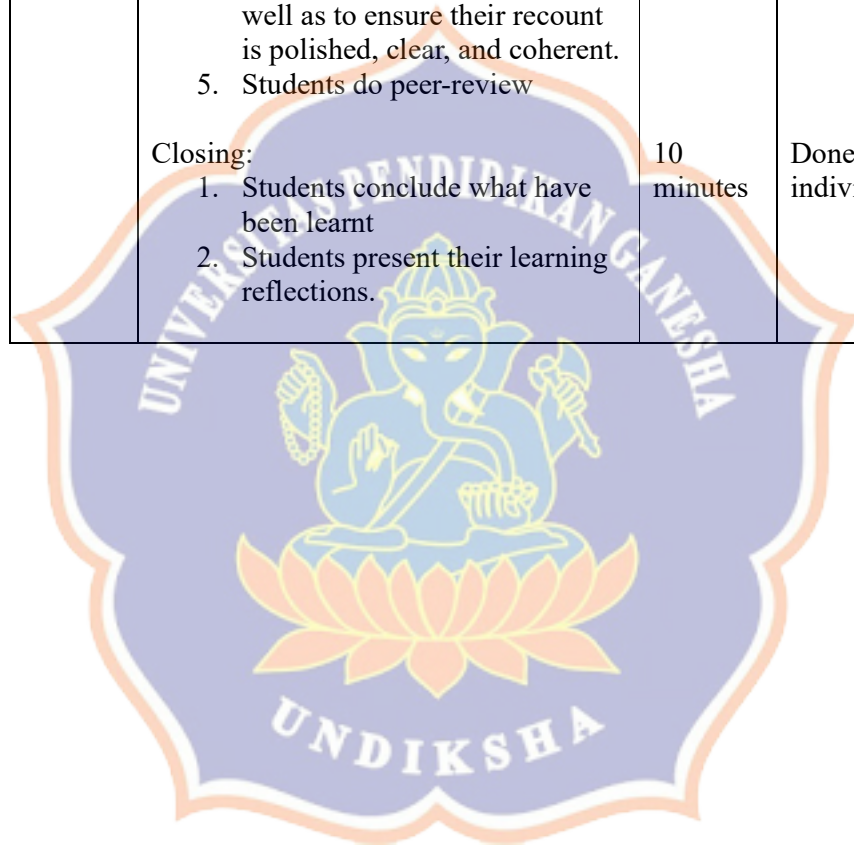 well as to ensure their recount
is polished, clear, and coherent.
5. Students do peer-review
Closing:
1. Students conclude what have
been learnt
2. Students present their learning
reflections.
10
minutes
Done
UNIVERSITAS PENDIDIKAN GANESHA
UNDIKSHA